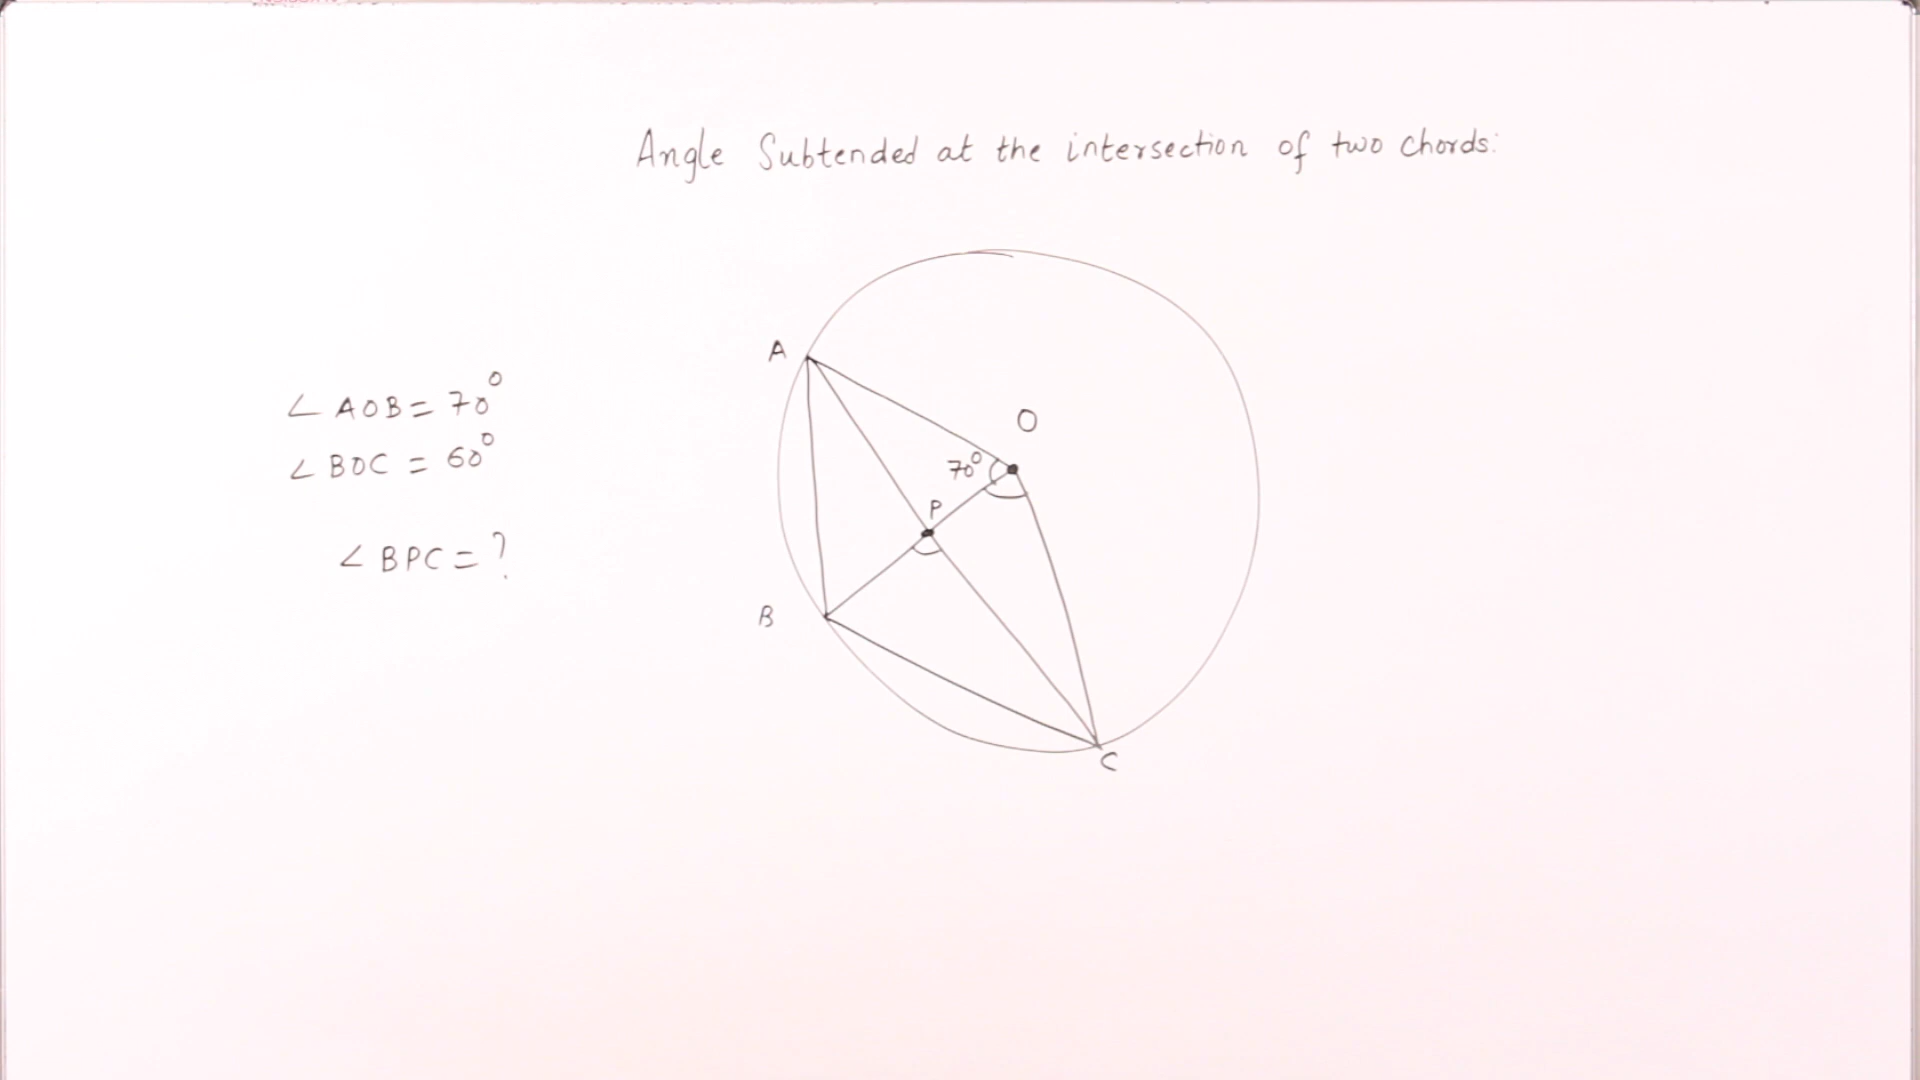 Angle Subtended at the intersection of two chords:
∠AOB = 70°
∠BOC = 60°
∠BPC = ?
A
O
70°
P
B
C